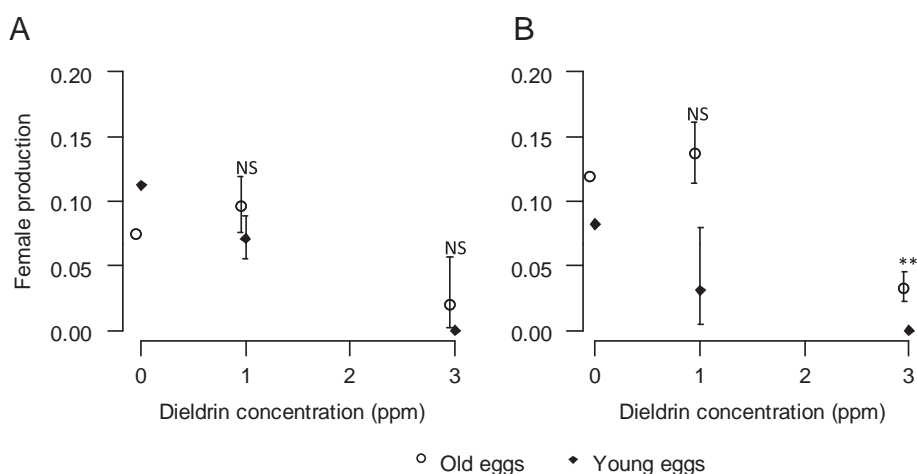 A
B
0.20
0.15
0.10
0.05
0.00
Female production
NS
NS
0
1
2
3
Dieldrin concentration (ppm)
0.20
0.15
0.10
0.05
0.00
NS
**
0
1
2
3
Dieldrin concentration (ppm)
Old eggs
Young eggs